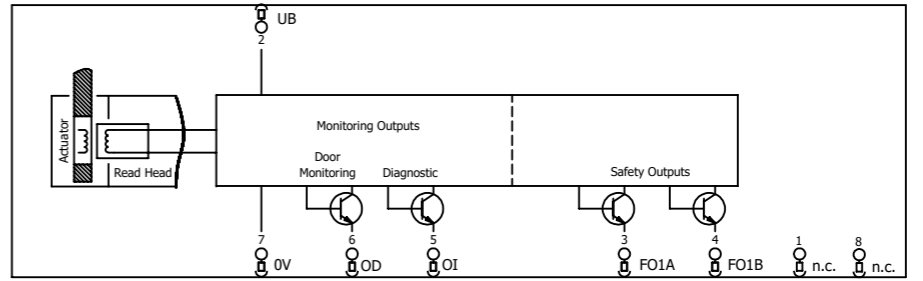 UB
2
Monitoring Outputs
Actuator
Read Head
Door
Monitoring
Diagnostic
Safety Outputs
7
6
5
3
4
1
8
0V
OD
OI
FO1A
FO1B
n.c.
n.c.